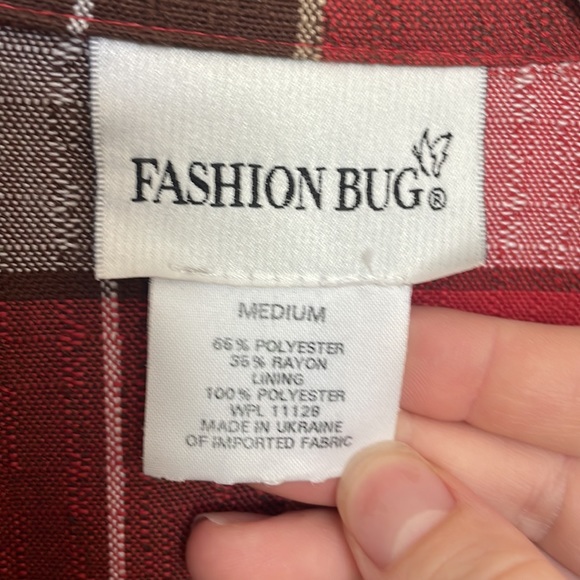 FASHION BUG®
MEDIUM
65% POLYESTER
35% RAYON
LINING
100% POLYESTER
WPL 11128
MADE IN UKRAINE
OF IMPORTED FABRIC